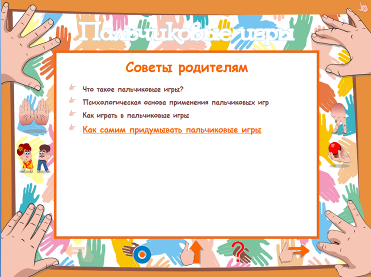 Пальчиковые игры
Советы родителям
Что такое пальчиковые игры?
Психологическая основа применения пальчиковых игр
Как играть в пальчиковые игры
Как самим придумывать пальчиковые игры